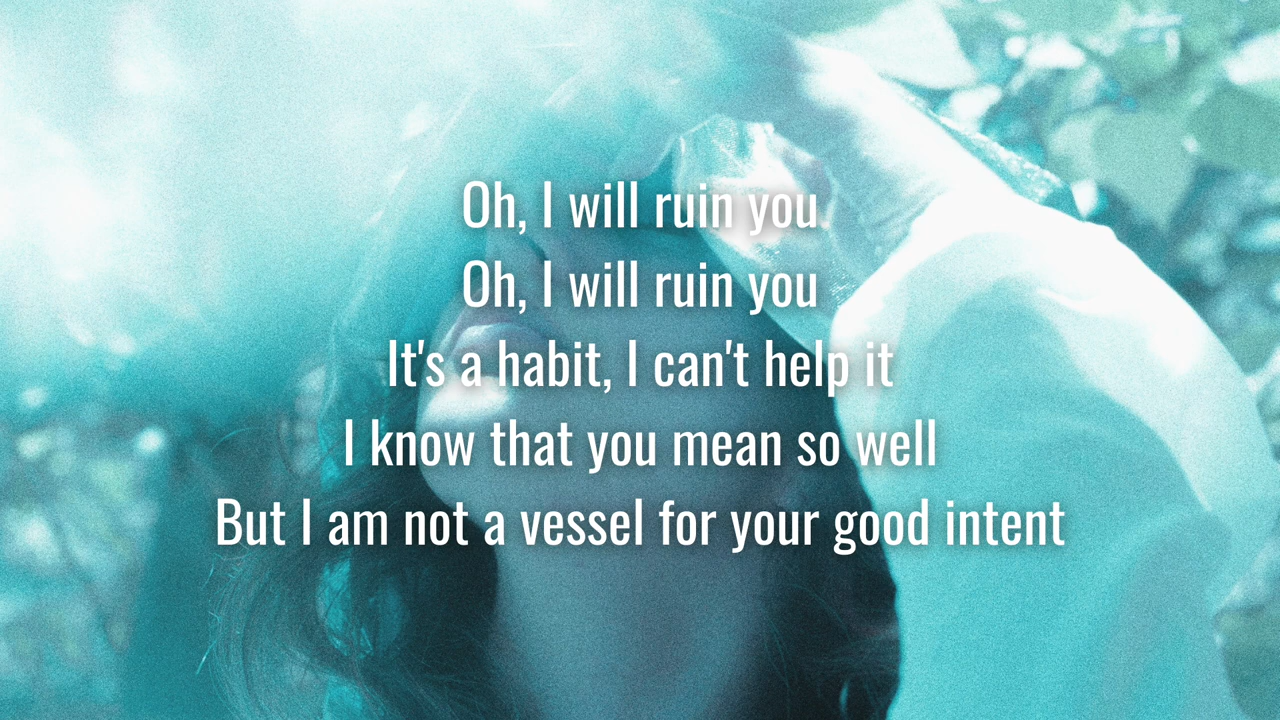 Oh, I will ruin you
Oh, I will ruin you
It's a habit, I can't help it
I know that you mean so well
But I am not a vessel for your good intent